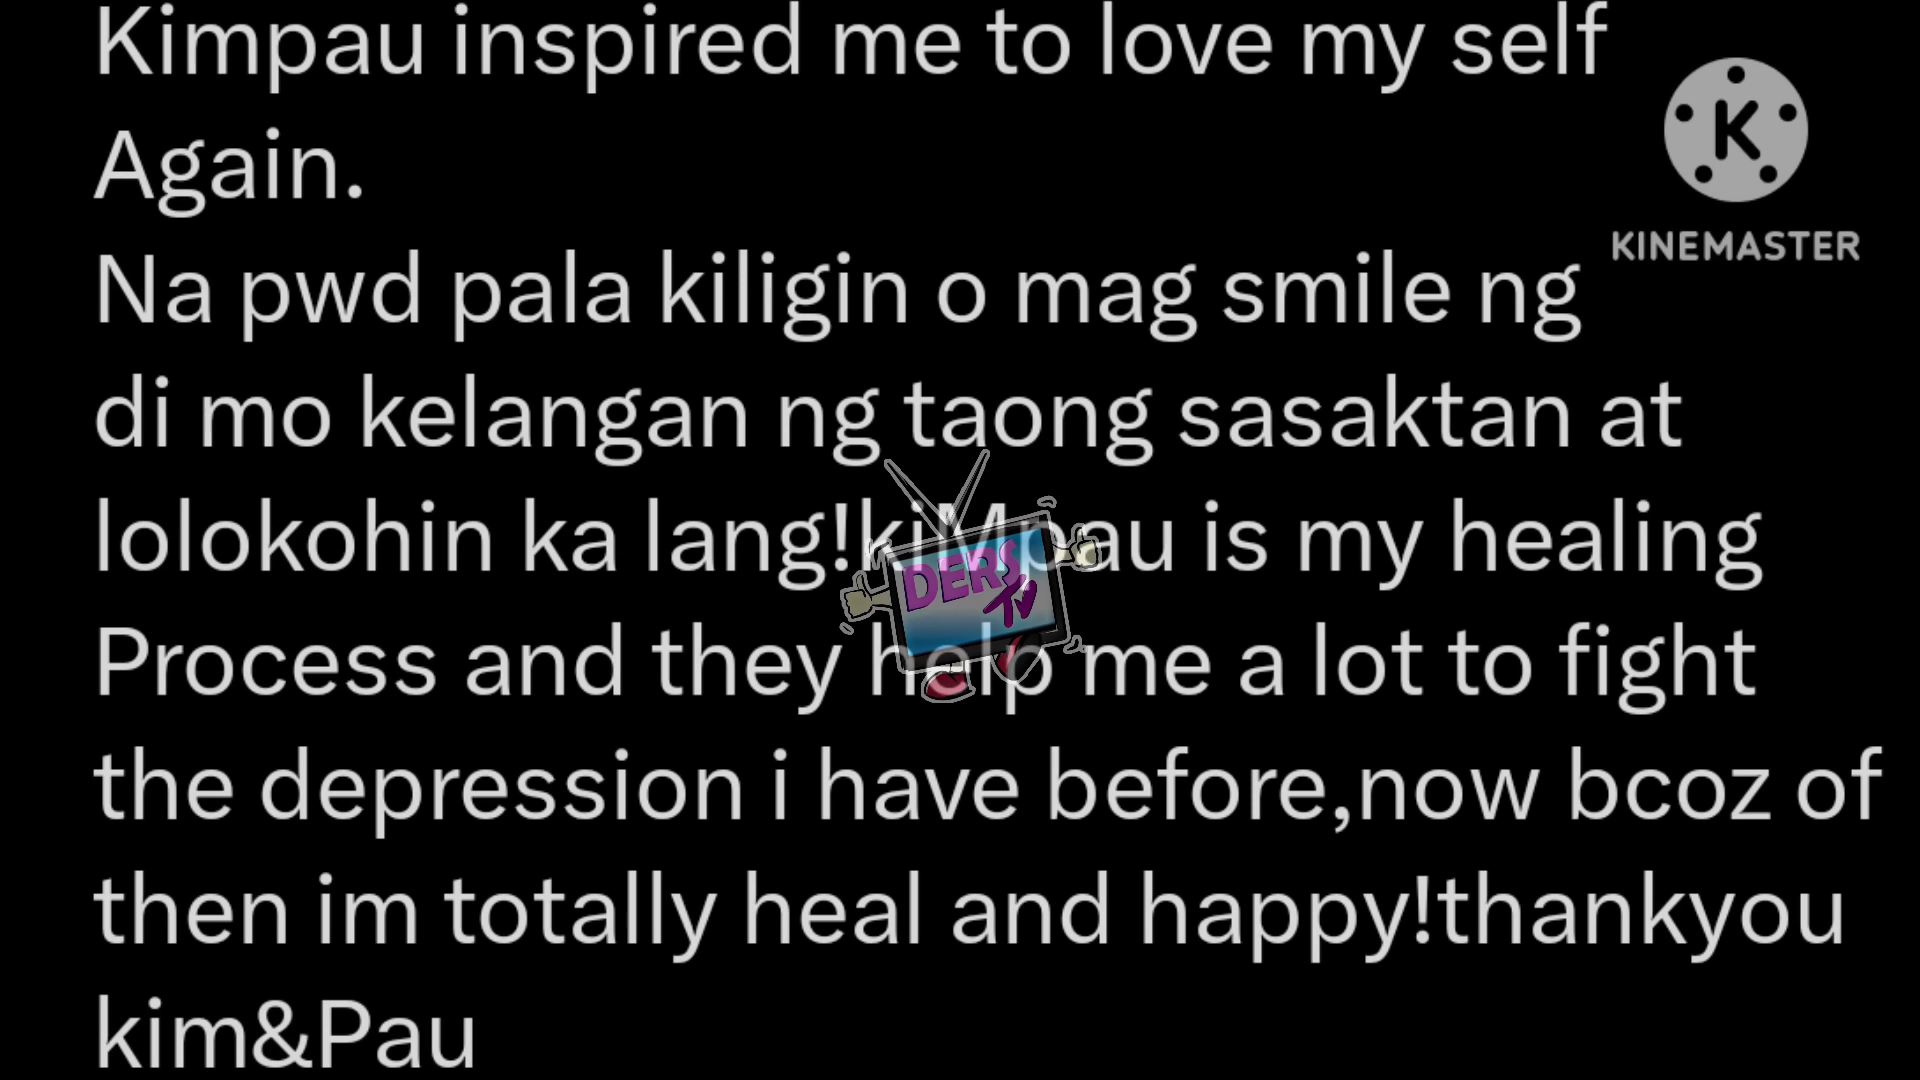 Kimpau inspired me to love my self
Again.
Na pwd pala kiligin o mag smile ng
di mo kelangan ng taong sasaktan at
lolokohin ka lang!kiMpau is my healing
Process and they help me a lot to fight
the depression i have before,now bcoz of
then im totally heal and happy!thankyou
kim&Pau
K
KINEMASTER
DERS
TV